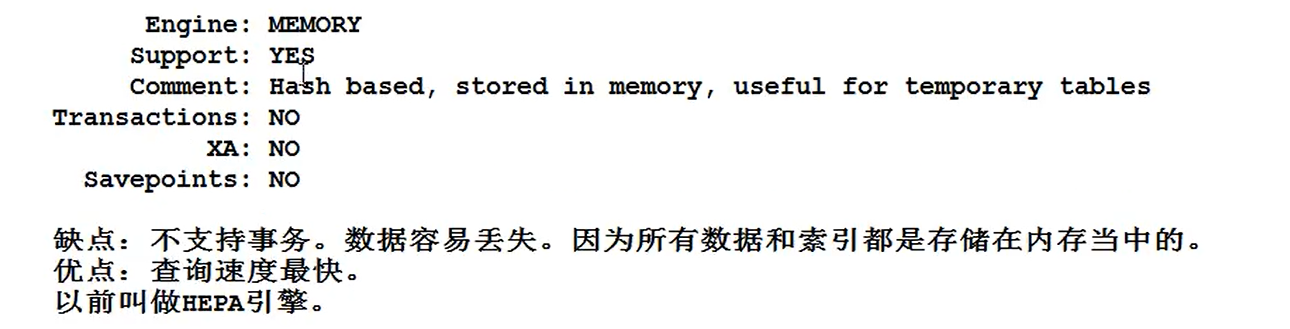 Engine: MEMORY
Support: YES
Comment: Hash based, stored in memory, useful for temporary tables
Transactions: NO
XA: NO
Savepoints: NO
缺点：不支持事务。数据容易丢失。因为所有数据和索引都是存储在内存当中的。
优点：查询速度最快。
以前叫做HEPA引擎。